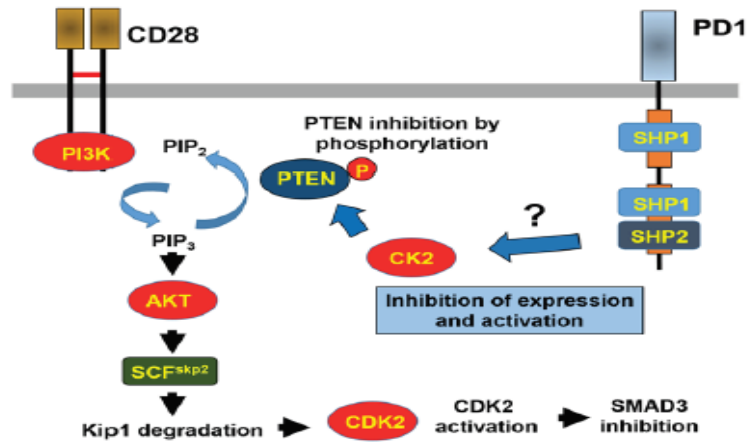 CD28
PD1
PI3K
PIP2
PTEN inhibition by
phosphorylation
PTEN
P
SHP1
SHP1
SHP2
?
CK2
PIP3
AKT
Inhibition of expression
and activation
SCFskp2
Kip1 degradation
CDK2
CDK2
activation
SMAD3
inhibition